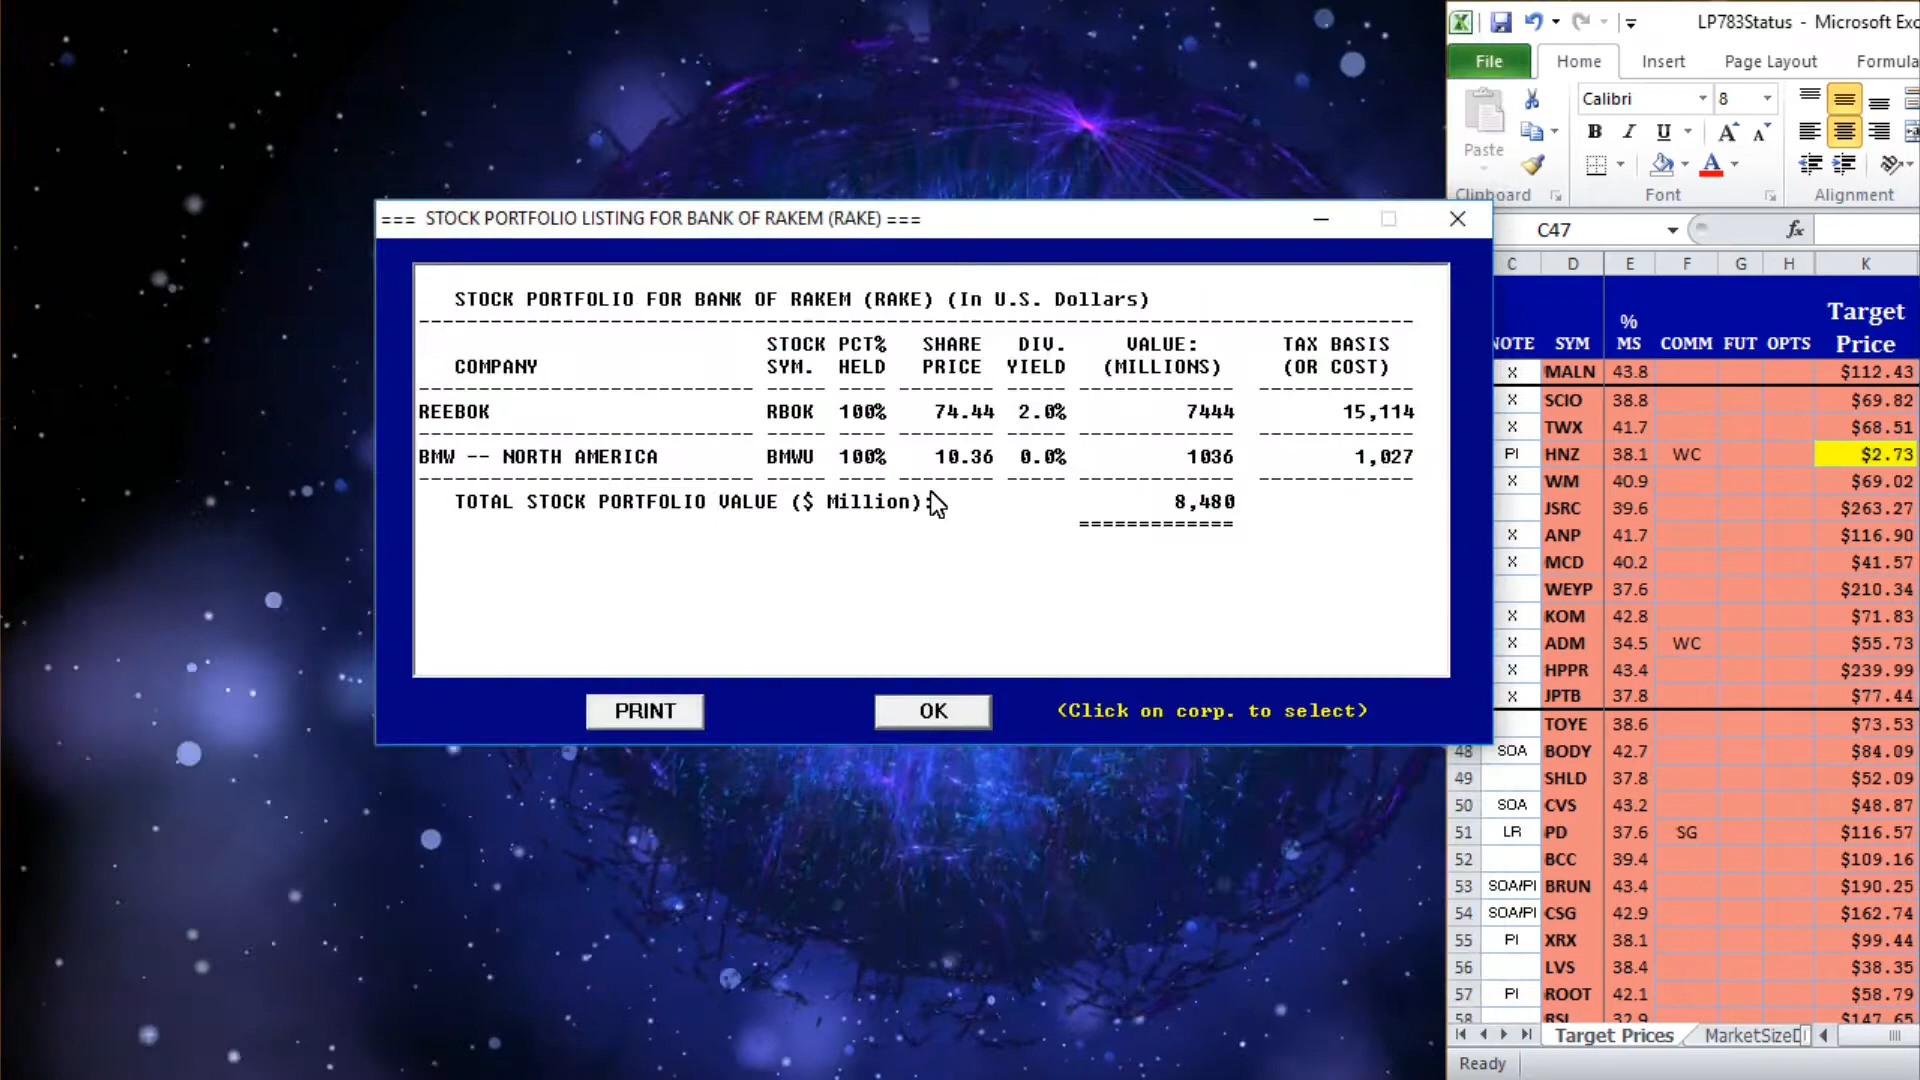 === STOCK PORTFOLIO LISTING FOR BANK OF RAKEM (RAKE) ===
STOCK PORTFOLIO FOR BANK OF RAKEM (RAKE) (In U.S. Dollars)
STOCK PCT% SHARE DIV. VALUE: TAX BASIS
COMPANY SYM. HELD PRICE YIELD (MILLIONS) (OR COST)
REEBOK RBOK 100% 74.44 2.0% 7444 15,114
BMW -- NORTH AMERICA BMWU 100% 10.36 0.0% 1036 1,027
TOTAL STOCK PORTFOLIO VALUE ($ Million): 8,480
=============
PRINT OK (Click on corp. to select)
LP783Status - Microsoft Exc
File Home Insert Page Layout Formula
Calibri 8
Paste B I U A A
A
Clipboard Font Alignment
C47 fx
C D E F G H K
NOTE SYM % MS COMM FUT OPTS Target Price
X MALN 43.8 $112.43
X SCIO 38.8 $69.82
X TWX 41.7 $68.51
PI HNZ 38.1 WC $2.73
X WM 40.9 $69.02
JSRC 39.6 $263.27
X ANP 41.7 $116.90
X MCD 40.2 $41.57
WEYP 37.6 $210.34
X KOM 42.8 $71.83
X ADM 34.5 WC $55.73
X HPPR 43.4 $239.99
X JPTB 37.8 $77.44
TOYE 38.6 $73.53
48 SOA BODY 42.7 $84.09
49 SHLD 37.8 $52.09
50 SOA CVS 43.2 $48.87
51 LR PD 37.6 SG $116.57
52 BCC 39.4 $109.16
53 SOA/PI BRUN 43.4 $190.25
54 SOA/PI CSG 42.9 $162.74
55 PI XRX 38.1 $99.44
56 LVS 38.4 $38.35
57 PI ROOT 42.1 $58.79
58 RSI 32.9 $147.65
Target Prices MarketSizeD
Ready